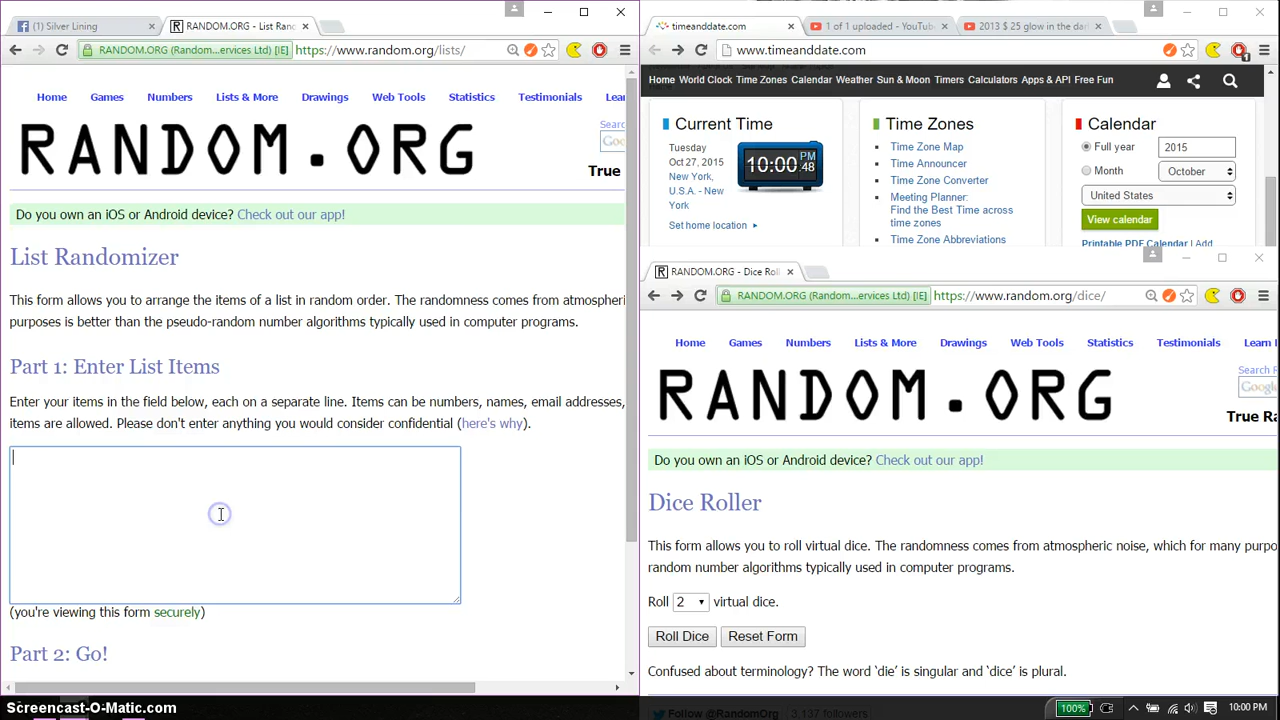 (1) Silver Lining
RANDOM.ORG - List Ran
RANDOM.ORG (Random...ervices Ltd) [IE]
https://www.random.org/lists/
Home Games Numbers Lists & More Drawings Web Tools Statistics Testimonials Lear
RANDOM.ORG
Searc
Goo
True
Do you own an iOS or Android device? Check out our app!
List Randomizer
This form allows you to arrange the items of a list in random order. The randomness comes from atmospheri
purposes is better than the pseudo-random number algorithms typically used in computer programs.
Part 1: Enter List Items
Enter your items in the field below, each on a separate line. Items can be numbers, names, email addresses,
items are allowed. Please don't enter anything you would consider confidential (here's why).
(you're viewing this form securely)
Part 2: Go!
timeanddate.com
1 of 1 uploaded - YouTub
2013 $ 25 glow in the da
www.timeanddate.com
Home World Clock Time Zones Calendar Weather Sun & Moon Timers Calculators Apps & API Free Fun
Current Time
Tuesday
Oct 27, 2015
New York,
U.S.A. - New
York
10:00 PM 48
Set home location
Time Zones
Time Zone Map
Time Announcer
Time Zone Converter
Meeting Planner:
Find the Best Time across
time zones
Time Zone Abbreviations
Calendar
Full year 2015
Month October
United States
View calendar
Printable PDF Calendar | Add
RANDOM.ORG - Dice Roll
RANDOM.ORG (Random...ervices Ltd) [IE]
https://www.random.org/dice/
Home Games Numbers Lists & More Drawings Web Tools Statistics Testimonials Learn
RANDOM.ORG
Search R
Google
True Ra
Do you own an iOS or Android device? Check out our app!
Dice Roller
This form allows you to roll virtual dice. The randomness comes from atmospheric noise, which for many purpo
random number algorithms typically used in computer programs.
Roll 2 virtual dice.
Roll Dice Reset Form
Confused about terminology? The word ‘die’ is singular and ‘dice’ is plural.
Follow @RandomOrg 3,137 followers
Screencast-O-Matic.com
100%
10:00 PM